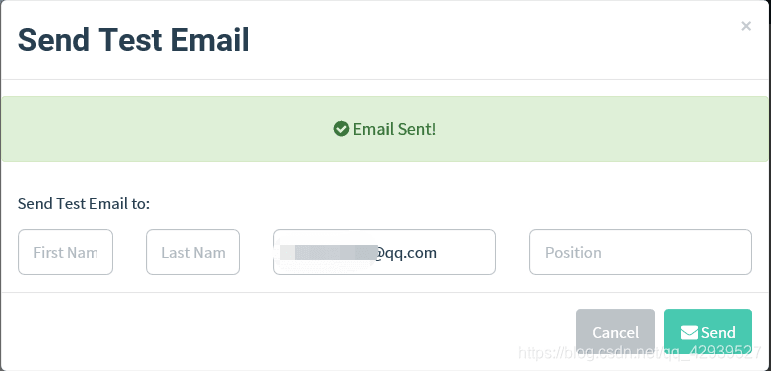 Send Test Email
×
Email Sent!
Send Test Email to:
First Nam
Last Nam
@qq.com
Position
Cancel
Send
https://blog.csdn.net/qq_42939527